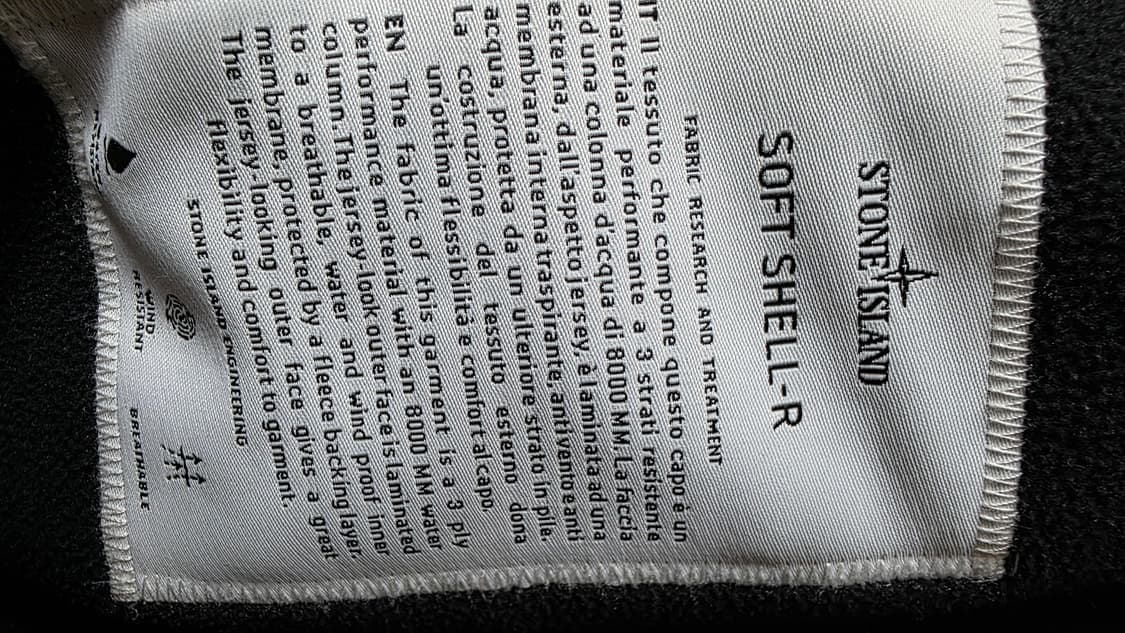 STONE ISLAND
SOFT SHELL-R
FABRIC RESEARCH AND TREATMENT
IT Il tessuto che compone questo capo è un
materiale performante a 3 strati resistente
ad una colonna d'acqua di 8000 MM. La faccia
esterna, dall'aspetto jersey, è laminata ad una
membrana interna traspirante, antivento e anti
acqua, protetta da un ulteriore strato in pile.
La costruzione del tessuto esterno dona
un'ottima flessibilità e comfort al capo.
EN The fabric of this garment is a 3 ply
performance material with an 8000 MM water
column. The jersey-look outer face is laminated
to a breathable, water and wind proof inner
membrane, protected by a fleece backing layer.
The jersey-looking outer face gives a great
flexibility and comfort to garment.
STONE ISLAND ENGINEERING
WIND
RESISTANT
BREATHABLE